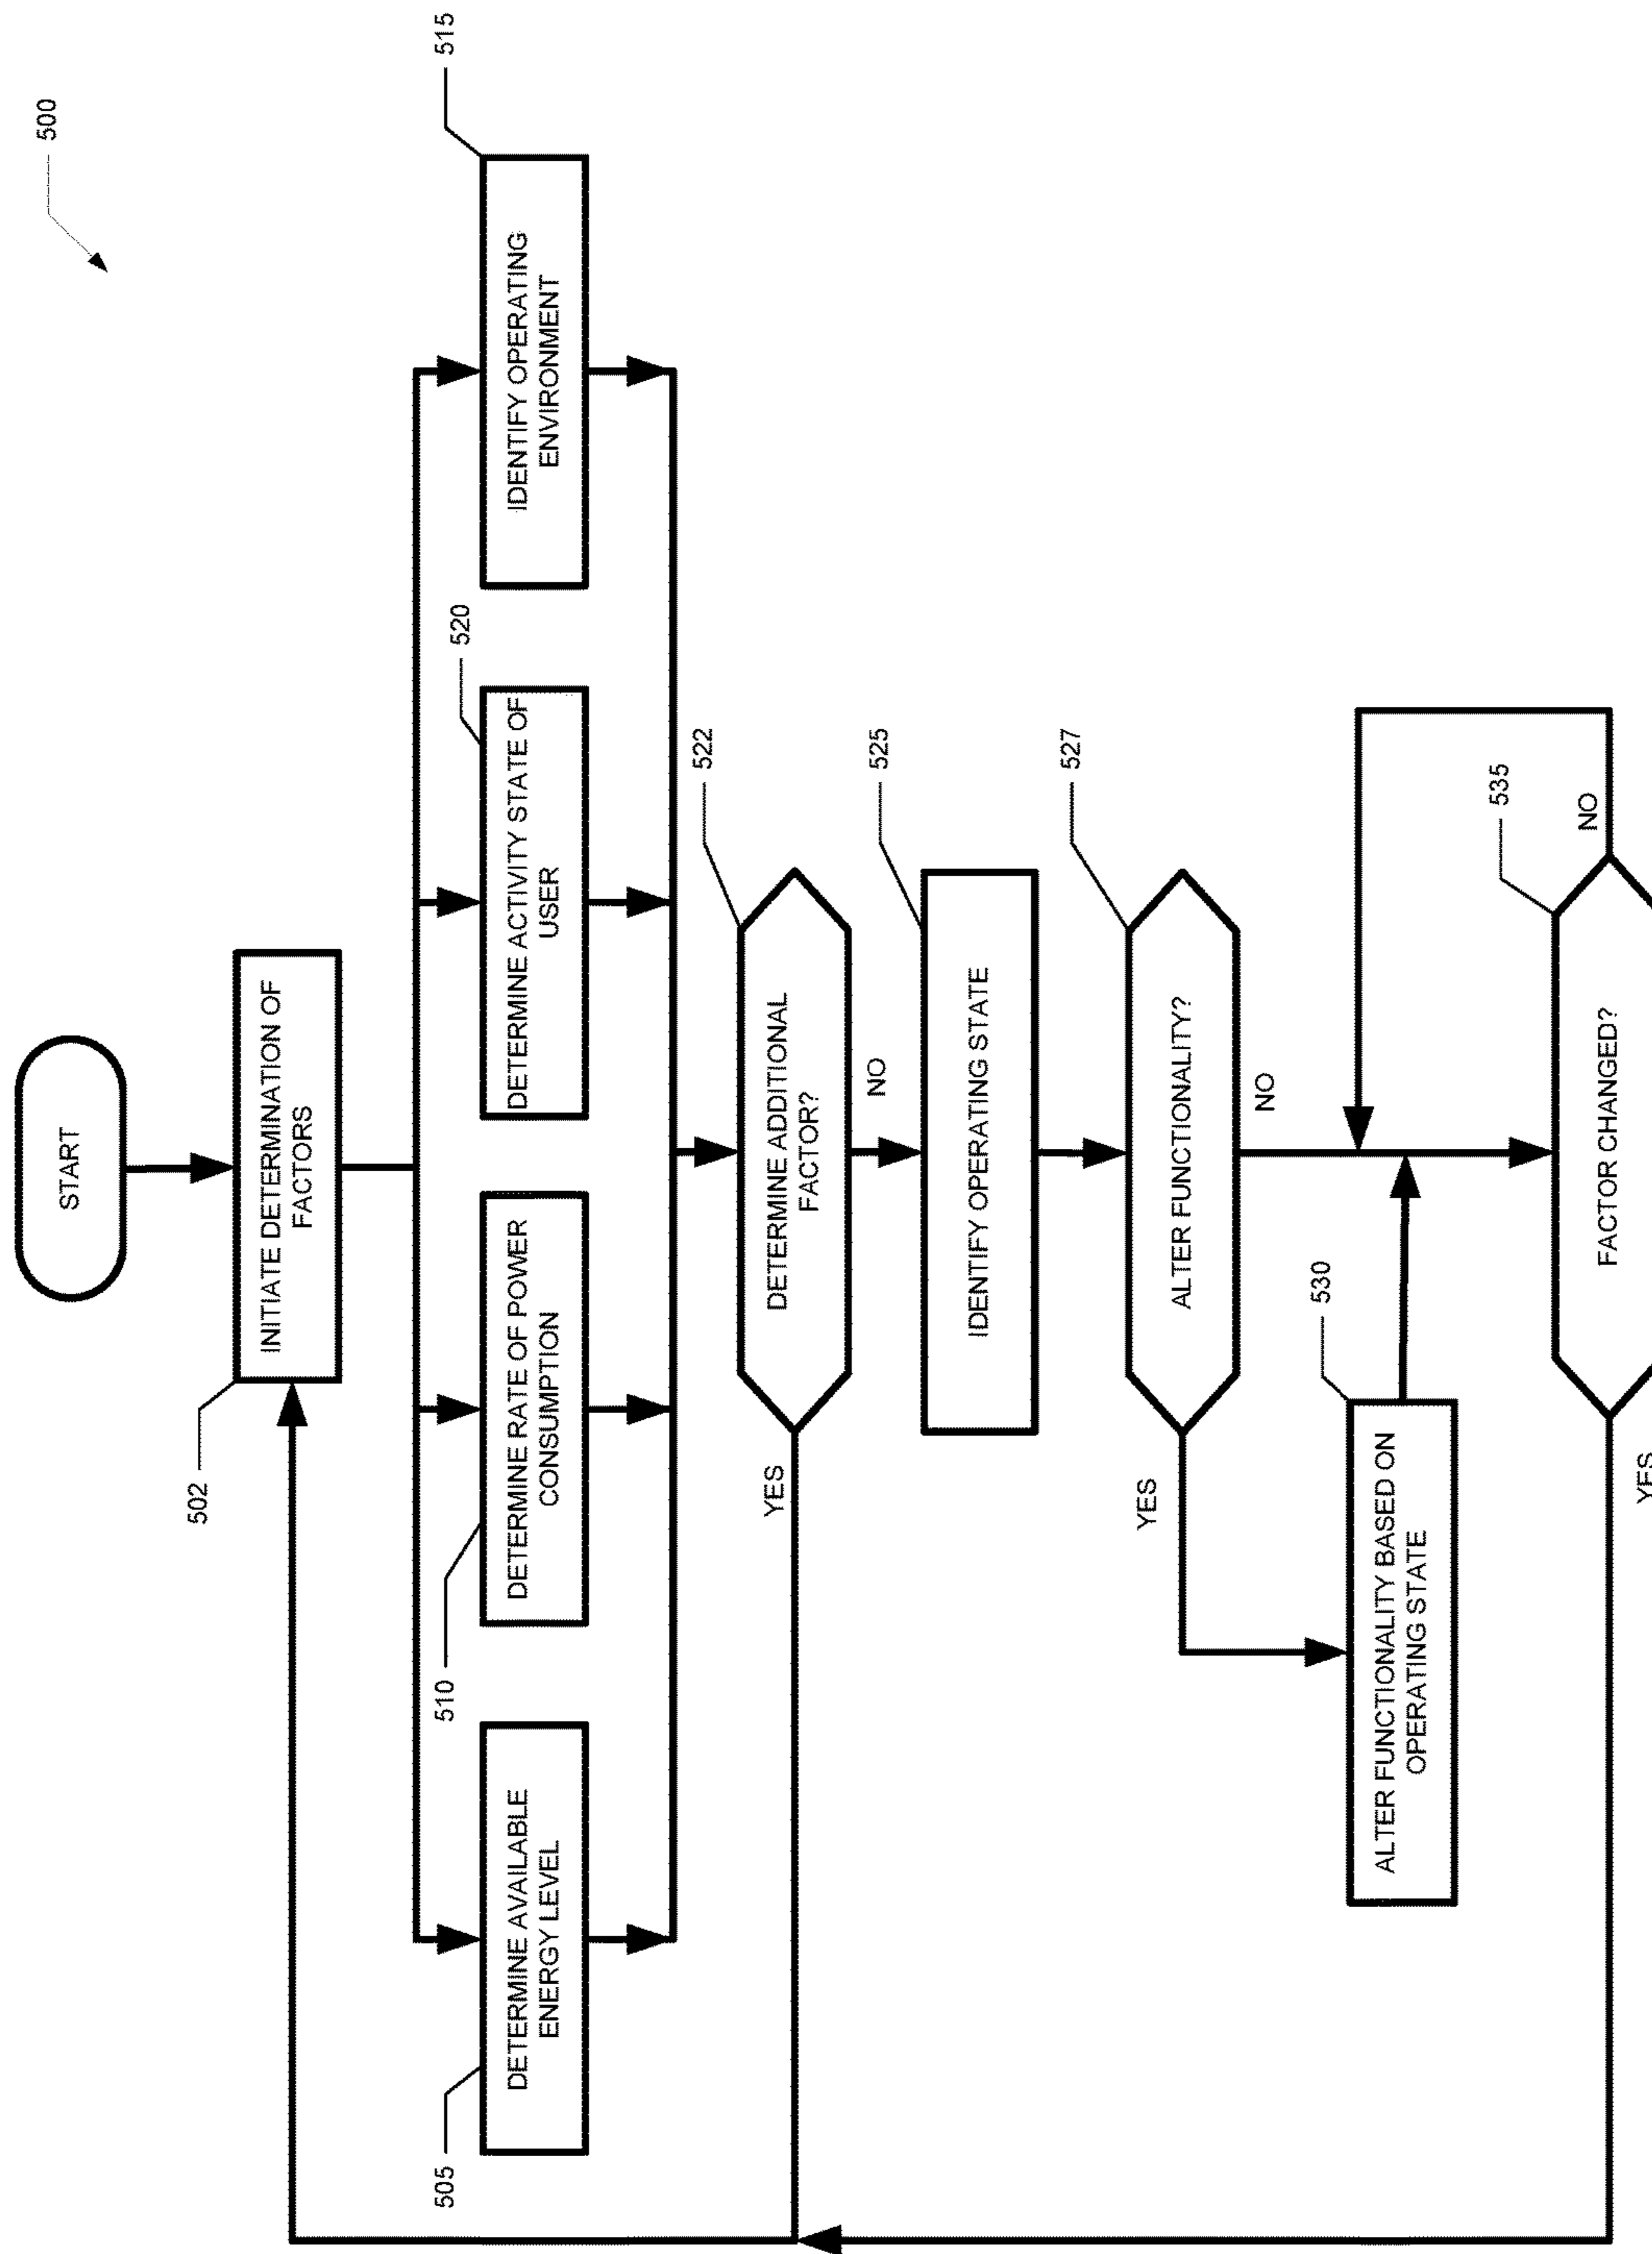 500
START
502
INITIATE DETERMINATION OF
FACTORS
505
DETERMINE AVAILABLE
ENERGY LEVEL
510
DETERMINE RATE OF POWER
CONSUMPTION
520
DETERMINE ACTIVITY STATE OF
USER
515
IDENTIFY OPERATING
ENVIRONMENT
522
DETERMINE ADDITIONAL
FACTOR?
YES
NO
525
IDENTIFY OPERATING STATE
527
ALTER FUNCTIONALITY?
YES
NO
530
ALTER FUNCTIONALITY BASED ON
OPERATING STATE
535
FACTOR CHANGED?
NO
YES